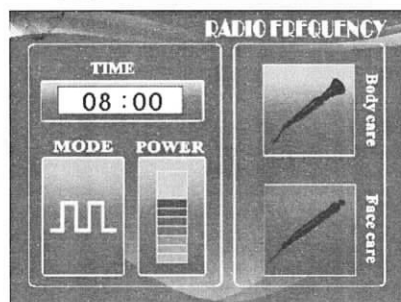 RADIO FREQUENCY
TIME
08:00
MODE
POWER
Body care
Face care